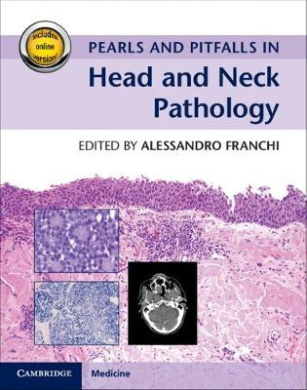 includes
online
version!
PEARLS AND PITFALLS IN
Head and Neck
Pathology
EDITED BY ALESSANDRO FRANCHI
CAMBRIDGE
Medicine